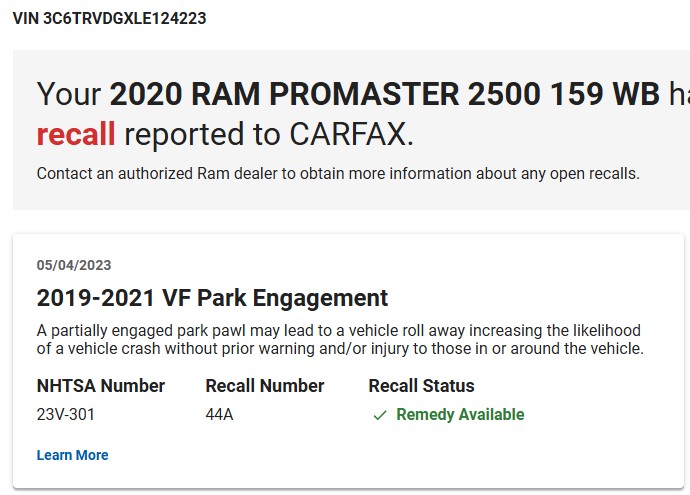 VIN 3C6TRVDGXLE124223
Your 2020 RAM PROMASTER 2500 159 WB
recall reported to CARFAX.
Contact an authorized Ram dealer to obtain more information about any open recalls.
05/04/2023
2019-2021 VF Park Engagement
A partially engaged park pawl may lead to a vehicle roll away increasing the likelihood
of a vehicle crash without prior warning and/or injury to those in or around the vehicle.
NHTSA Number Recall Number Recall Status
23V-301 44A Remedy Available
Learn More